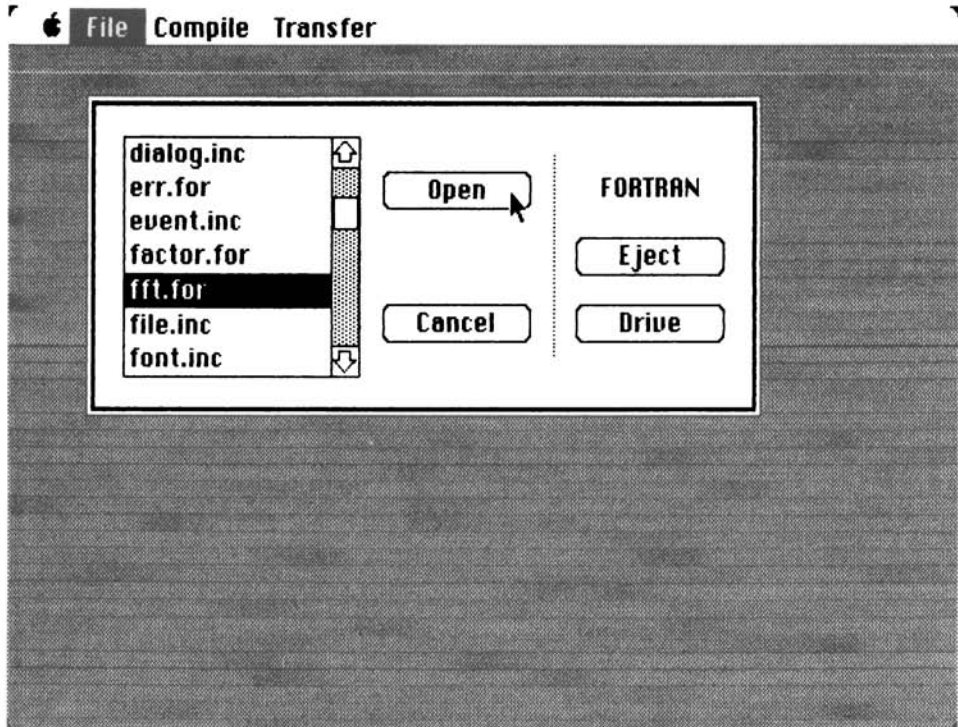 File Compile Transfer
dialog.inc
err.for
event.inc
factor.for
fft.for
file.inc
font.inc
Open
Cancel
FORTRAN
Eject
Drive